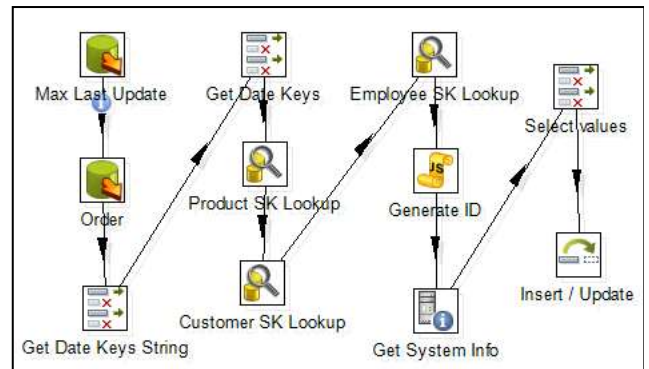 Max Last Update
Order
Get Date Keys String
Get Date Keys
Product SK Lookup
Customer SK Lookup
Employee SK Lookup
JS
Generate ID
Get System Info
Select values
Insert / Update